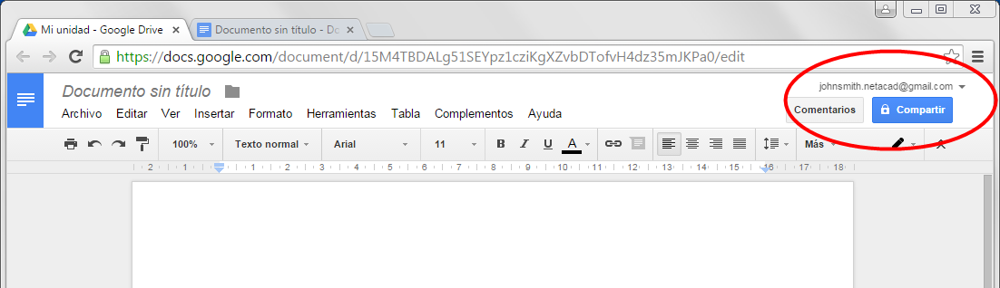 Mi unidad - Google Drive
Documento sin título - Do
https://docs.google.com/document/d/15M4TBDALg51SEYpz1cziKgXZvbDTofvH4dz35mJKPa0/edit
Documento sin título
johnsmith.netacad@gmail.com
Archivo Editar Ver Insertar Formato Herramientas Tabla Complementos Ayuda
Comentarios Compartir
100% Texto normal Arial 11 B I U A Más
2 1 1 2 3 4 5 6 7 8 9 10 11 12 13 14 15 16 17 18